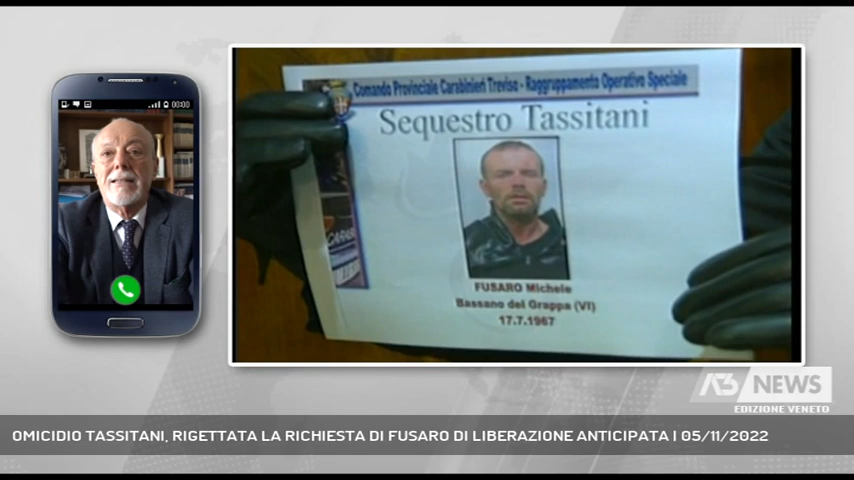 00:00
Comando Provinciale Carabinieri Treviso - Raggruppamento Operativo Speciale
Sequestro Tassitani
FUSARO Michele
Bassano del Grappa (VI)
17.7.1967
A3 NEWS
EDIZIONE VENETO
OMICIDIO TASSITANI, RIGETTATA LA RICHIESTA DI FUSARO DI LIBERAZIONE ANTICIPATA | 05/11/2022